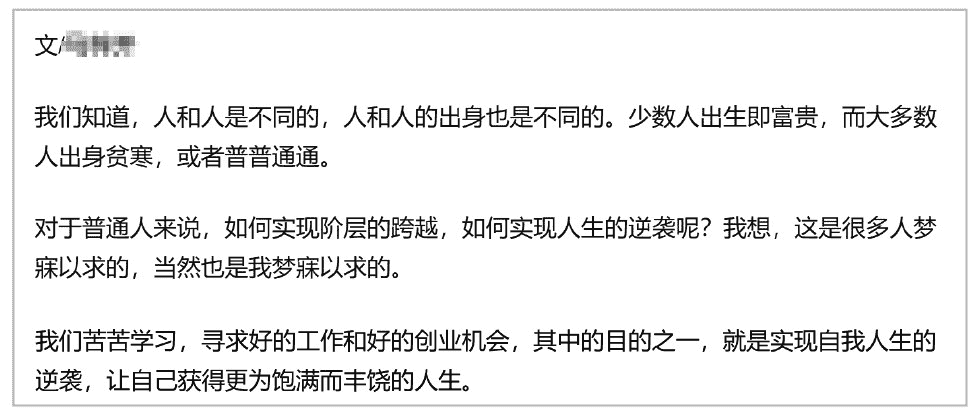 文/
我们知道，人和人是不同的，人和人的出身也是不同的。少数人出生即富贵，而大多数
人出身贫寒，或者普普通通。
对于普通人来说，如何实现阶层的跨越，如何实现人生的逆袭呢？我想，这是很多人梦
寐以求的，当然也是我梦寐以求的。
我们苦苦学习，寻求好的工作和好的创业机会，其中的目的之一，就是实现自我人生的
逆袭，让自己获得更为饱满而丰饶的人生。